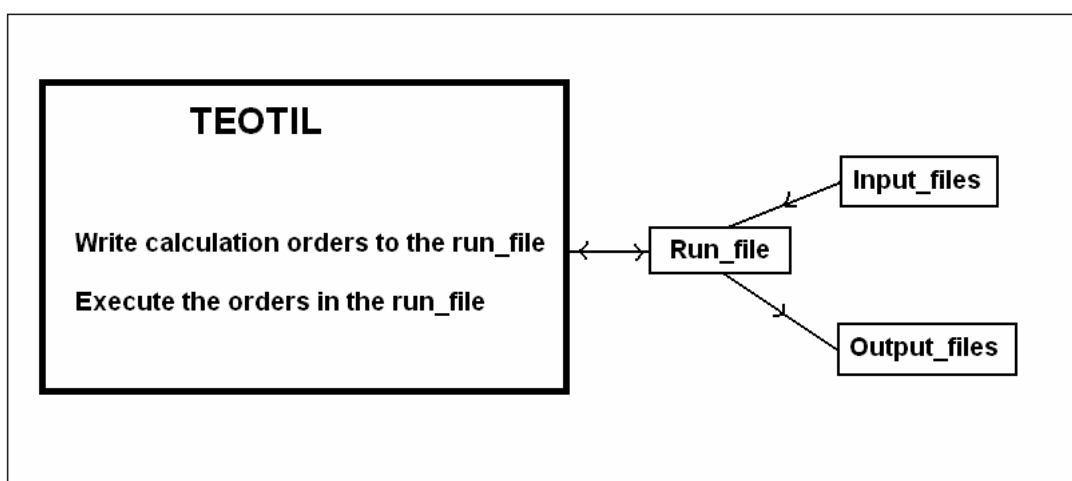 TEOTIL
Write calculation orders to the run_file
Execute the orders in the run_file
Input_files
Run_file
Output_files